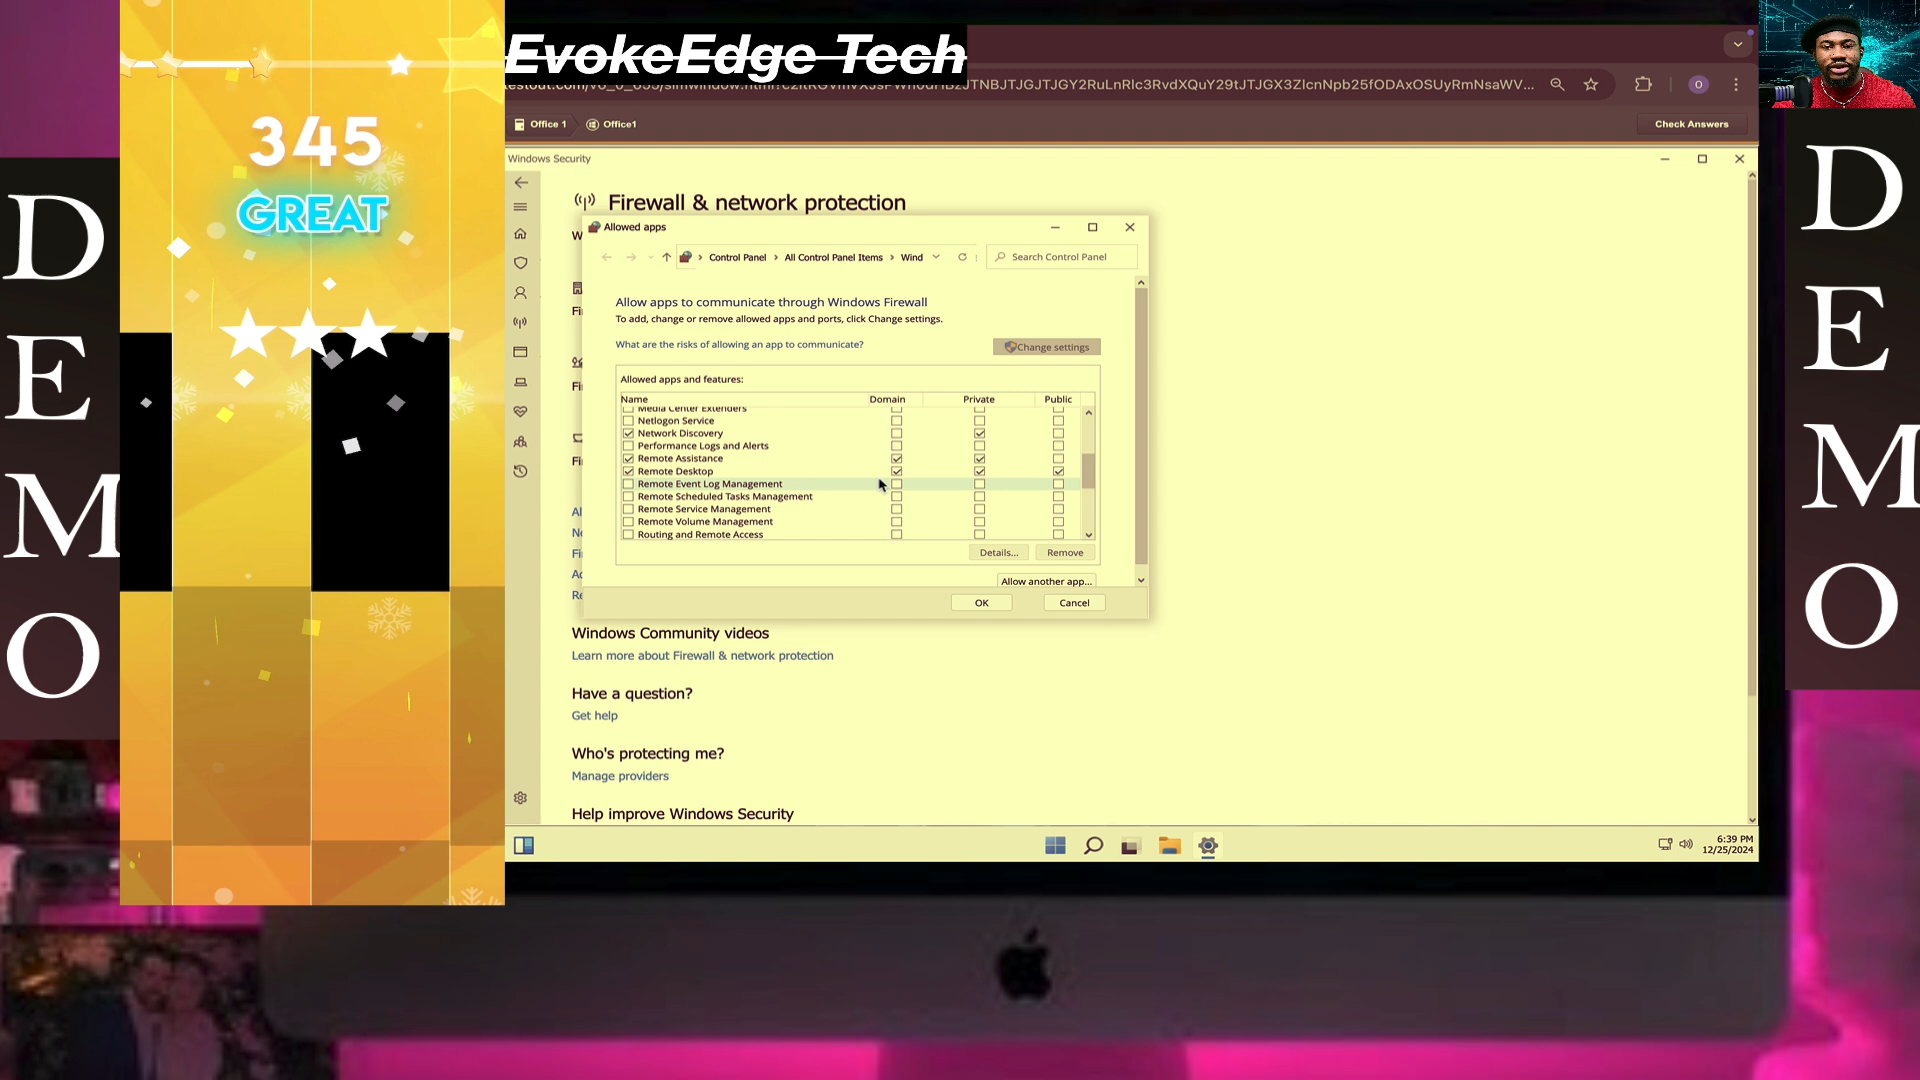 EvokeEdge Tech
345
GREAT
DEMO
DEMO
Office 1
Office1
Check Answers
Windows Security
Firewall & network protection
Allowed apps
Control Panel
All Control Panel Items
Wind
Search Control Panel
Allow apps to communicate through Windows Firewall
To add, change or remove allowed apps and ports, click Change settings.
What are the risks of allowing an app to communicate?
Change settings
Allowed apps and features:
Name Domain Private Public
Media Center Extenders
Netlogon Service
Network Discovery
Performance Logs and Alerts
Remote Assistance
Remote Desktop
Remote Event Log Management
Remote Scheduled Tasks Management
Remote Service Management
Remote Volume Management
Routing and Remote Access
Details...
Remove
Allow another app...
OK
Cancel
Windows Community videos
Learn more about Firewall & network protection
Have a question?
Get help
Who's protecting me?
Manage providers
Help improve Windows Security
6:39 PM
12/25/2024